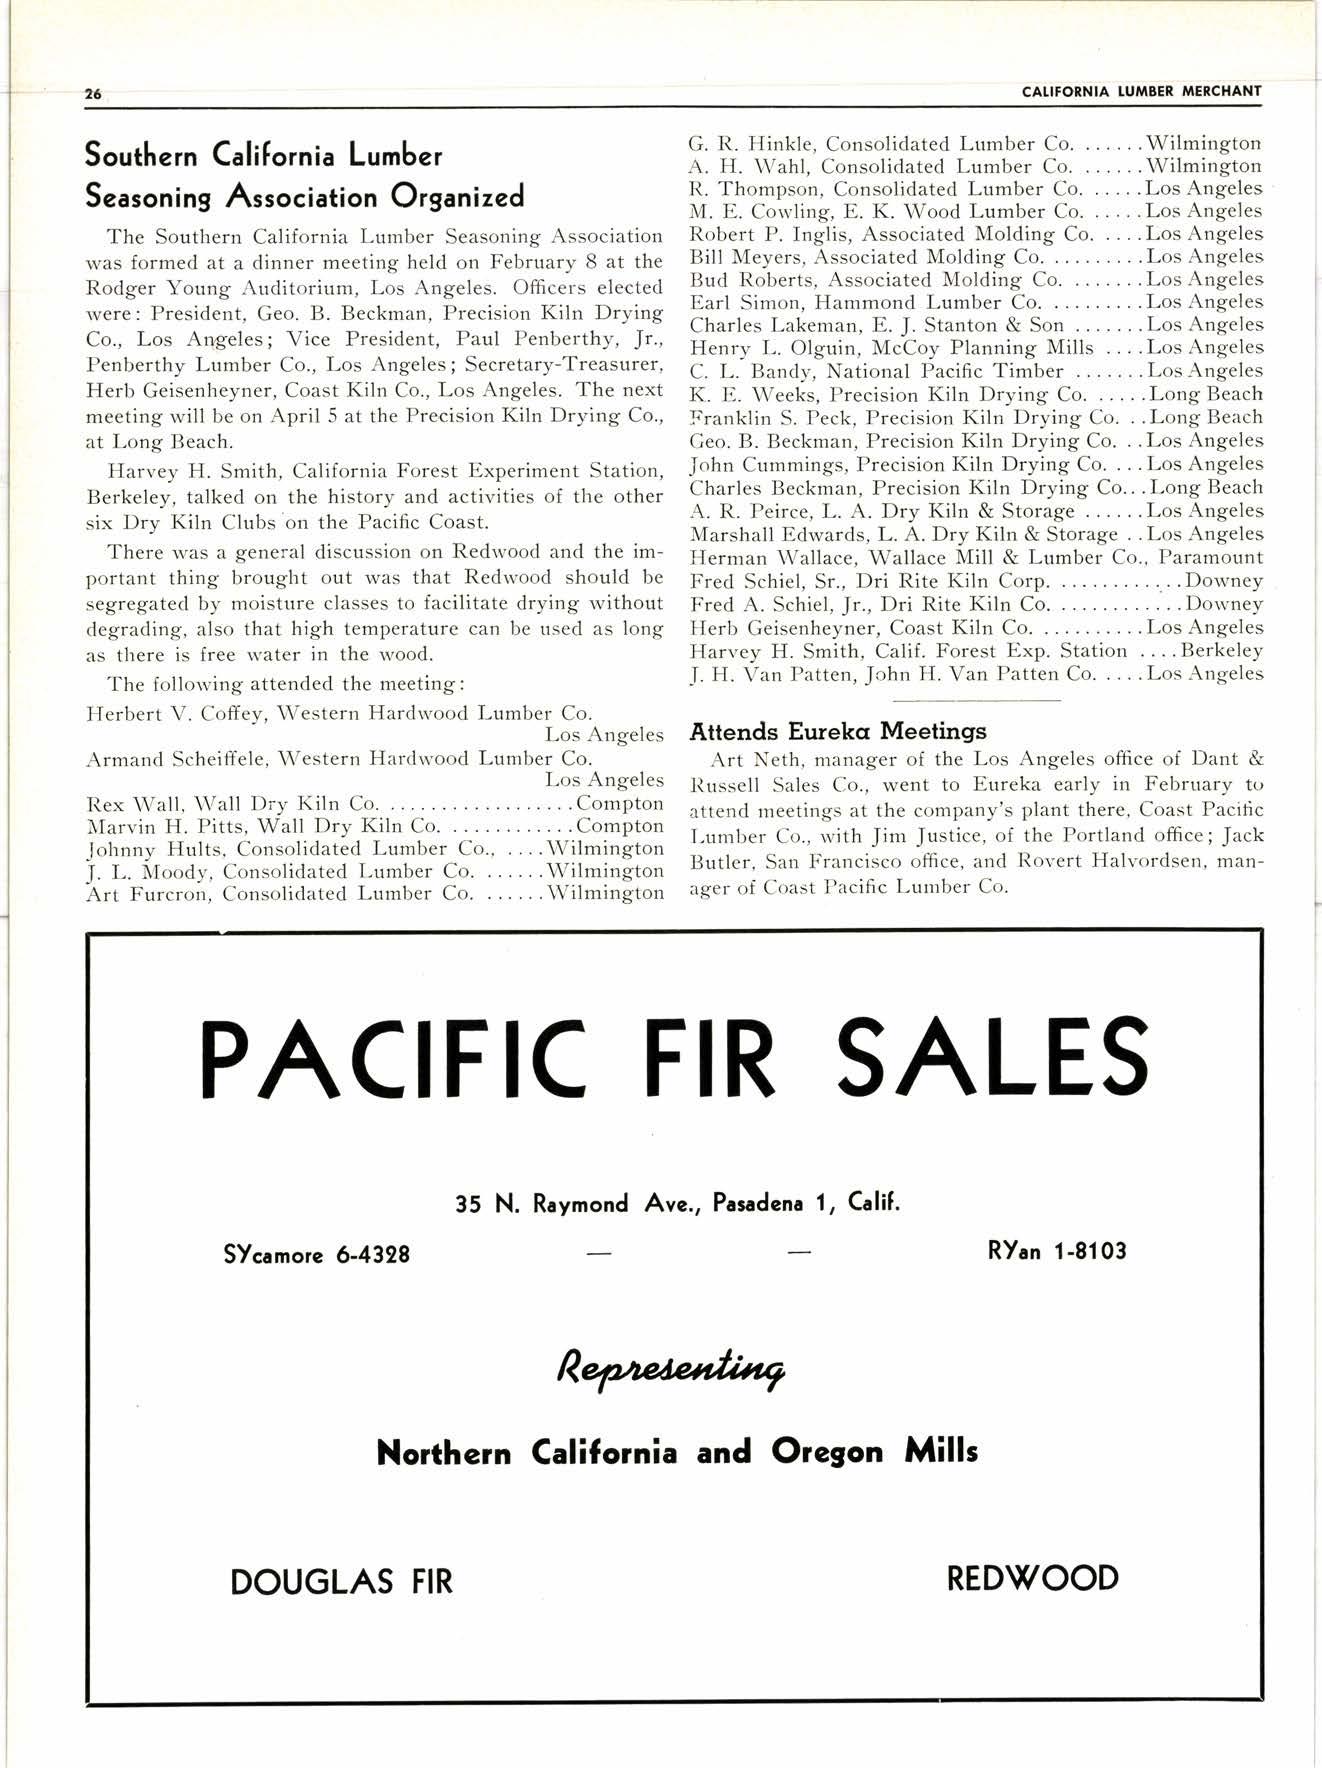 26
CALIFORNIA LUMBER MERCHANT
Southern California Lumber
Seasoning Association Organized
The Southern California Lumber Seasoning Association
was formed at a dinner meeting held on February 8 at the
Rodger Young Auditorium, Los Angeles. Officers elected
were: President, Geo. B. Beckman, Precision Kiln Drying
Co., Los Angeles; Vice President, Paul Penberthy, Jr.,
Penberthy Lumber Co., Los Angeles; Secretary-Treasurer,
Herb Geisenheyner, Coast Kiln Co., Los Angeles. The next
meeting will be on April 5 at the Precision Kiln Drying Co.,
at Long Beach.
Harvey H. Smith, California Forest Experiment Station,
Berkeley, talked on the history and activities of the other
six Dry Kiln Clubs on the Pacific Coast.
There was a general discussion on Redwood and the im-
portant thing brought out was that Redwood should be
segregated by moisture classes to facilitate drying without
degrading, also that high temperature can be used as long
as there is free water in the wood.
The following attended the meeting:
Herbert V. Coffey, Western Hardwood Lumber Co.
Los Angeles
Armand Scheiffele, Western Hardwood Lumber Co.
Los Angeles
Rex Wall, Wall Dry Kiln Co. ..................Compton
Marvin H. Pitts, Wall Dry Kiln Co. ............Compton
Johnny Hults, Consolidated Lumber Co., ....Wilmington
J. L. Moody, Consolidated Lumber Co. ......Wilmington
Art Furcron, Consolidated Lumber Co. ......Wilmington
G. R. Hinkle, Consolidated Lumber Co. ......Wilmington
A. H. Wahl, Consolidated Lumber Co. ......Wilmington
R. Thompson, Consolidated Lumber Co. .....Los Angeles
M. E. Cowling, E. K. Wood Lumber Co. .....Los Angeles
Robert P. Inglis, Associated Molding Co. ....Los Angeles
Bill Meyers, Associated Molding Co. .........Los Angeles
Bud Roberts, Associated Molding Co. .......Los Angeles
Earl Simon, Hammond Lumber Co. .........Los Angeles
Charles Lakeman, E. J. Stanton & Son .......Los Angeles
Henry L. Olguin, McCoy Planning Mills ....Los Angeles
C. L. Bandy, National Pacific Timber .......Los Angeles
K. E. Weeks, Precision Kiln Drying Co. .....Long Beach
Franklin S. Peck, Precision Kiln Drying Co. ..Long Beach
Geo. B. Beckman, Precision Kiln Drying Co. ..Los Angeles
John Cummings, Precision Kiln Drying Co. ...Los Angeles
Charles Beckman, Precision Kiln Drying Co...Long Beach
A. R. Peirce, L. A. Dry Kiln & Storage ......Los Angeles
Marshall Edwards, L. A. Dry Kiln & Storage ..Los Angeles
Herman Wallace, Wallace Mill & Lumber Co., Paramount
Fred Schiel, Sr., Dri Rite Kiln Corp. ............Downey
Fred A. Schiel, Jr., Dri Rite Kiln Co. ............Downey
Herb Geisenheyner, Coast Kiln Co. ..........Los Angeles
Harvey H. Smith, Calif. Forest Exp. Station ....Berkeley
J. H. Van Patten, John H. Van Patten Co. ....Los Angeles
Attends Eureka Meetings
Art Neth, manager of the Los Angeles office of Dant &
Russell Sales Co., went to Eureka early in February to
attend meetings at the company's plant there, Coast Pacific
Lumber Co., with Jim Justice, of the Portland office; Jack
Butler, San Francisco office, and Rovert Halvordsen, man-
ager of Coast Pacific Lumber Co.
PACIFIC FIR SALES
35 N. Raymond Ave., Pasadena 1, Calif.
SYcamore 6-4328 — — RYan 1-8103
Representing
Northern California and Oregon Mills
DOUGLAS FIR REDWOOD